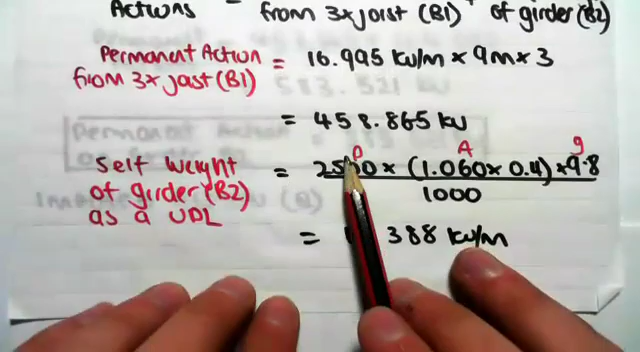 Actions = from 3x joist (B1) + of girder (B2)
Permanent Action = 16.995 kN/m x 9m x 3
from 3x joist (B1)
= 458.865 kN
ρ A g
Self Weight = 2500 x (1.060 x 0.4) x 9.8
of girder (B2) 1000
as a UDL
= 388 kN/m